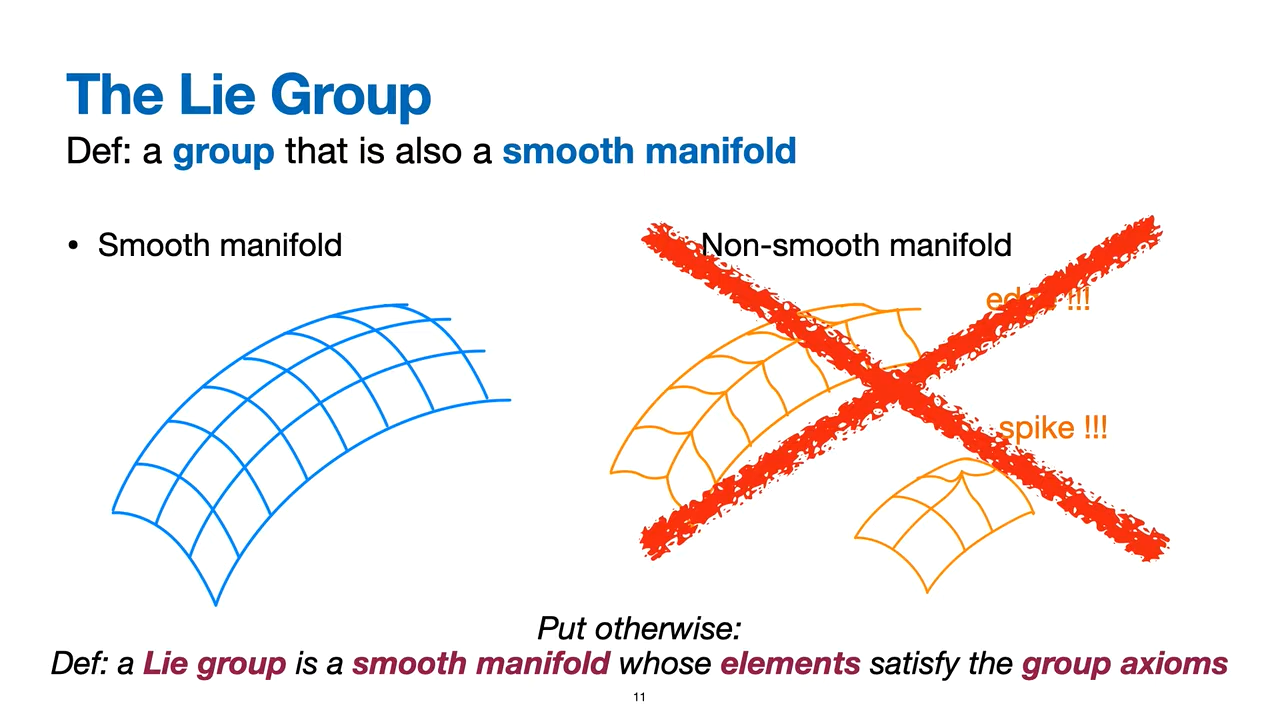 The Lie Group
Def: a group that is also a smooth manifold
• Smooth manifold
Non-smooth manifold
!!!
spike !!!
Put otherwise:
Def: a Lie group is a smooth manifold whose elements satisfy the group axioms
11